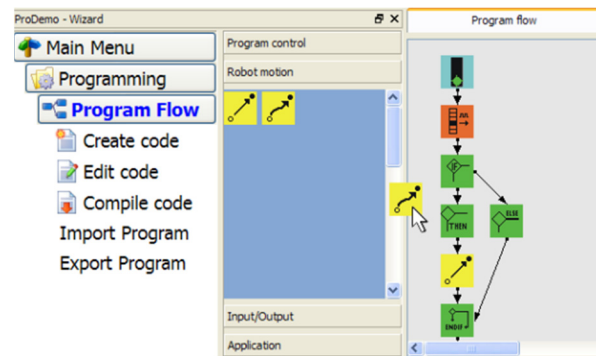 ProDemo - Wizard
Main Menu
Programming
Program Flow
Create code
Edit code
Compile code
Import Program
Export Program
Program control
Robot motion
Input/Output
Application
Program flow
IF
THEN
ELSE
ENDIF